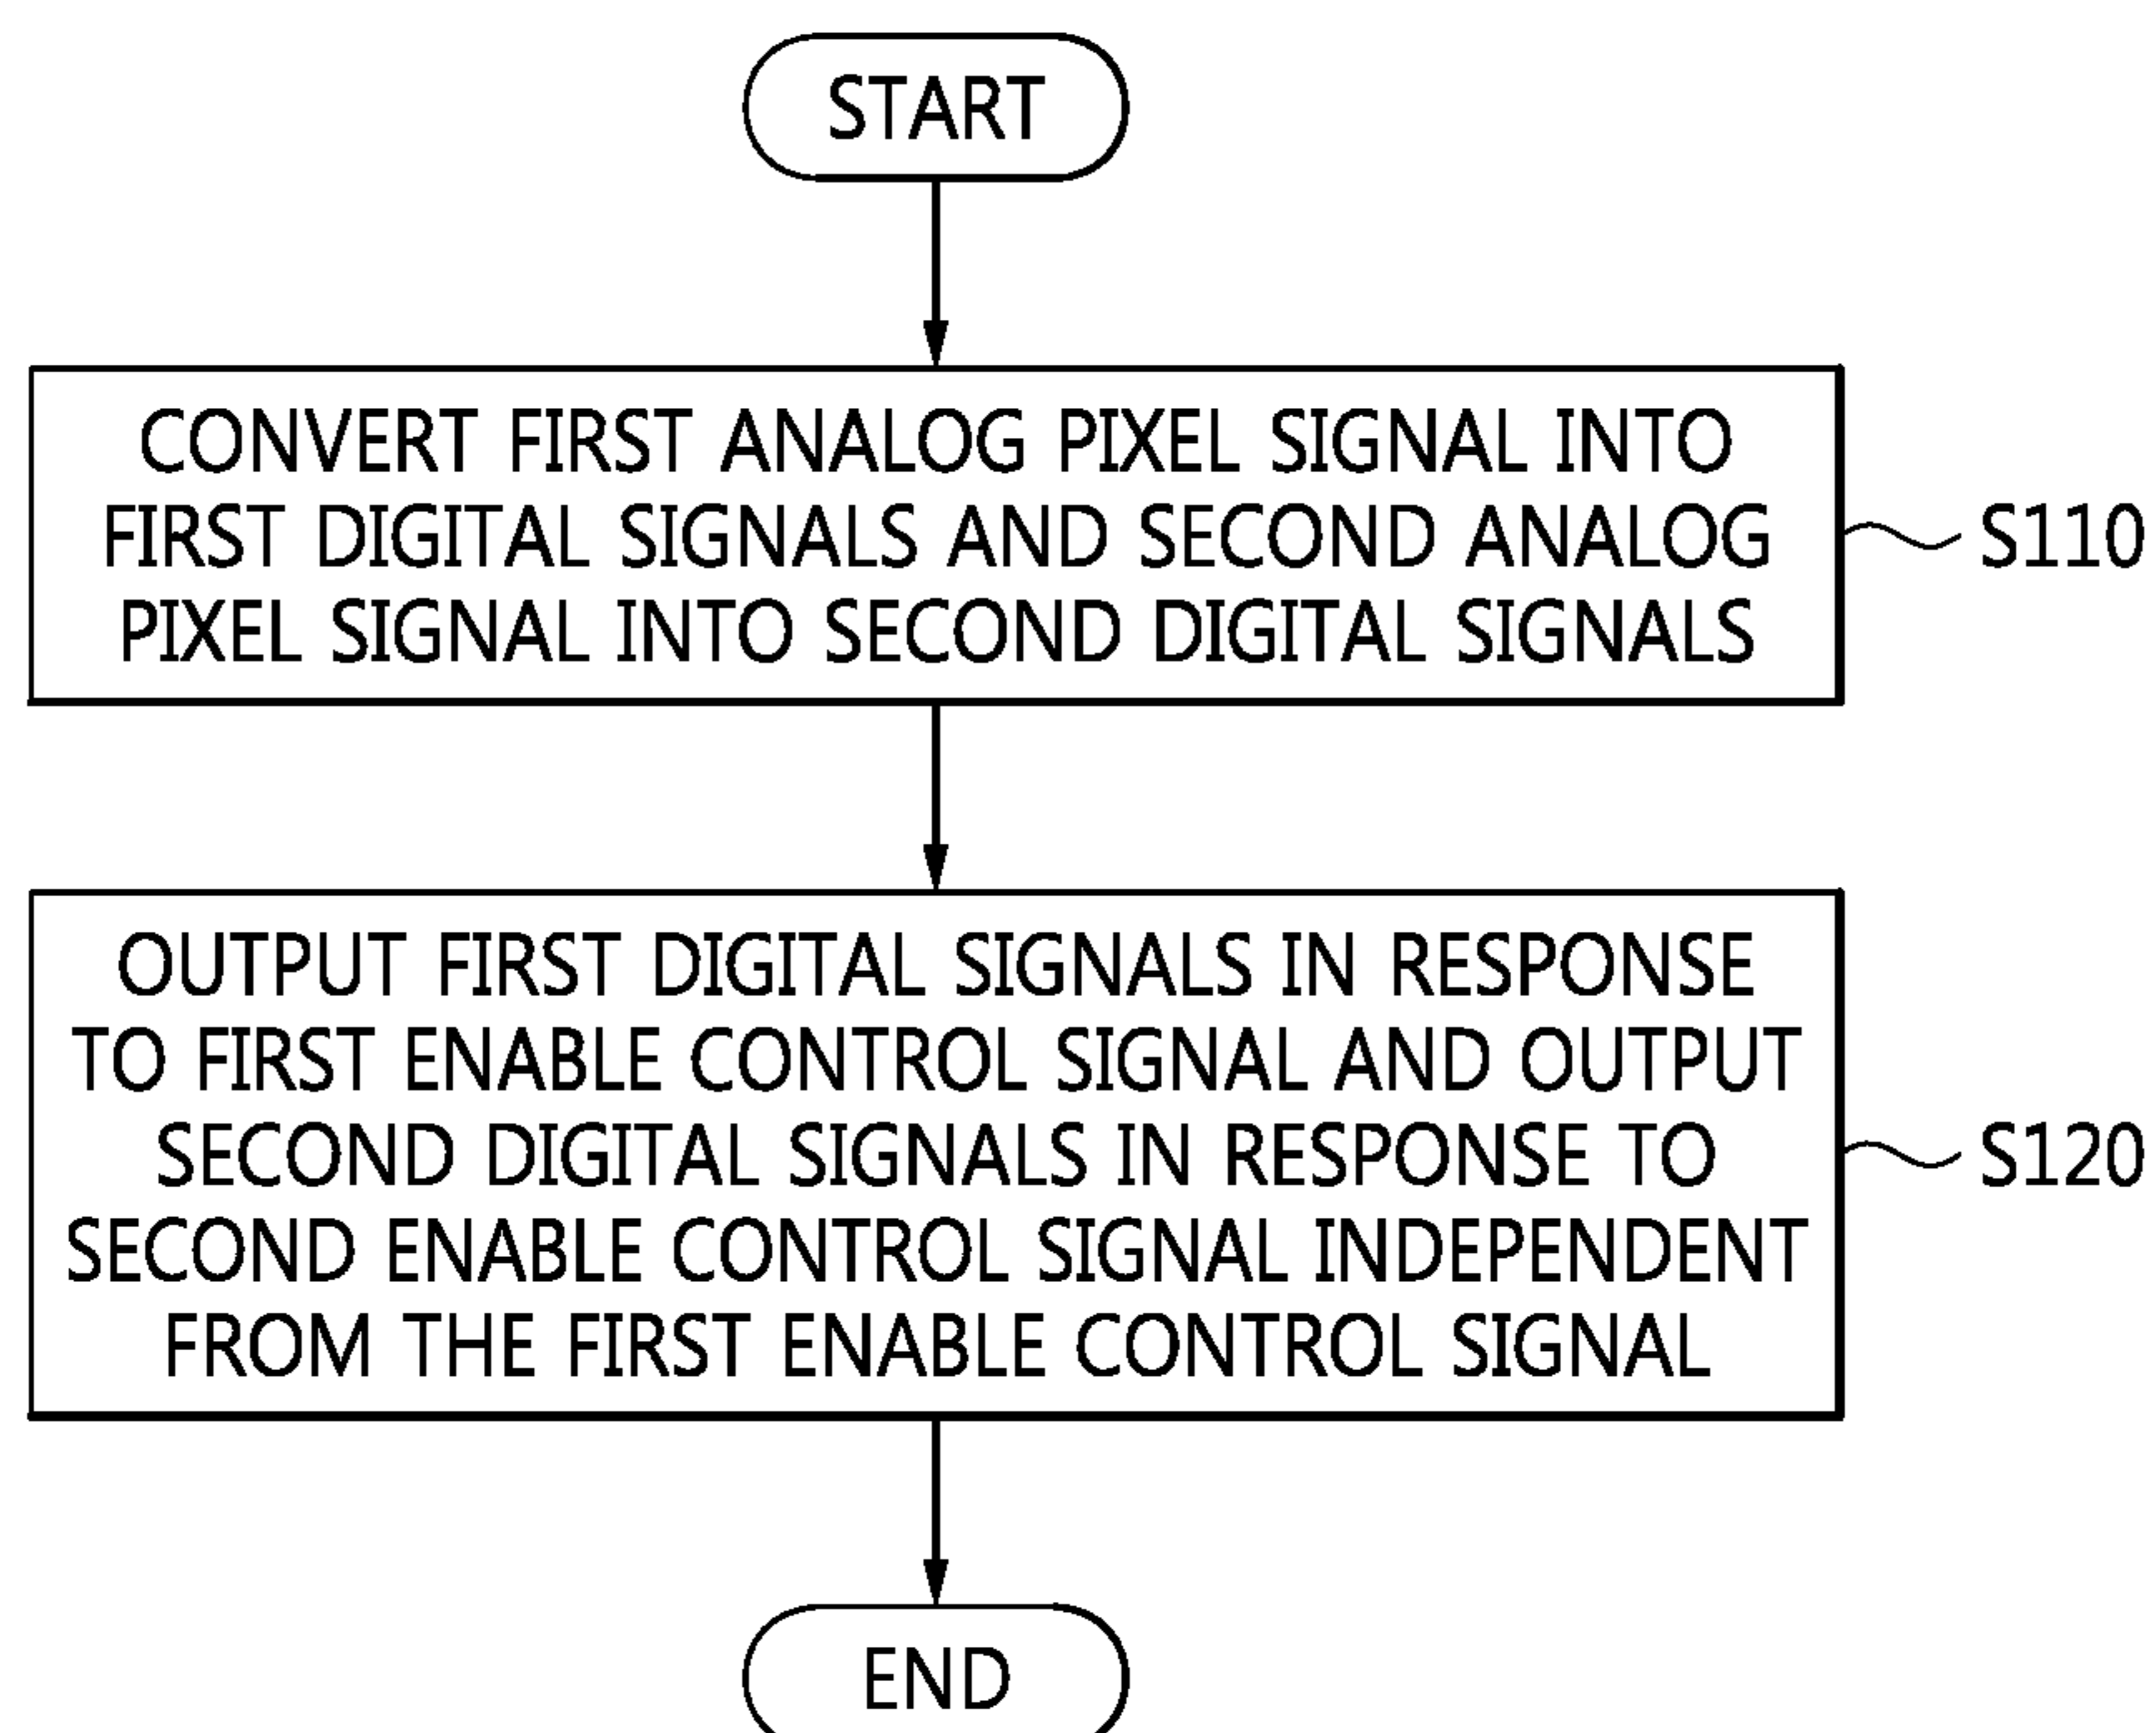 START
CONVERT FIRST ANALOG PIXEL SIGNAL INTO
FIRST DIGITAL SIGNALS AND SECOND ANALOG
PIXEL SIGNAL INTO SECOND DIGITAL SIGNALS
S110
OUTPUT FIRST DIGITAL SIGNALS IN RESPONSE
TO FIRST ENABLE CONTROL SIGNAL AND OUTPUT
SECOND DIGITAL SIGNALS IN RESPONSE TO
SECOND ENABLE CONTROL SIGNAL INDEPENDENT
FROM THE FIRST ENABLE CONTROL SIGNAL
S120
END